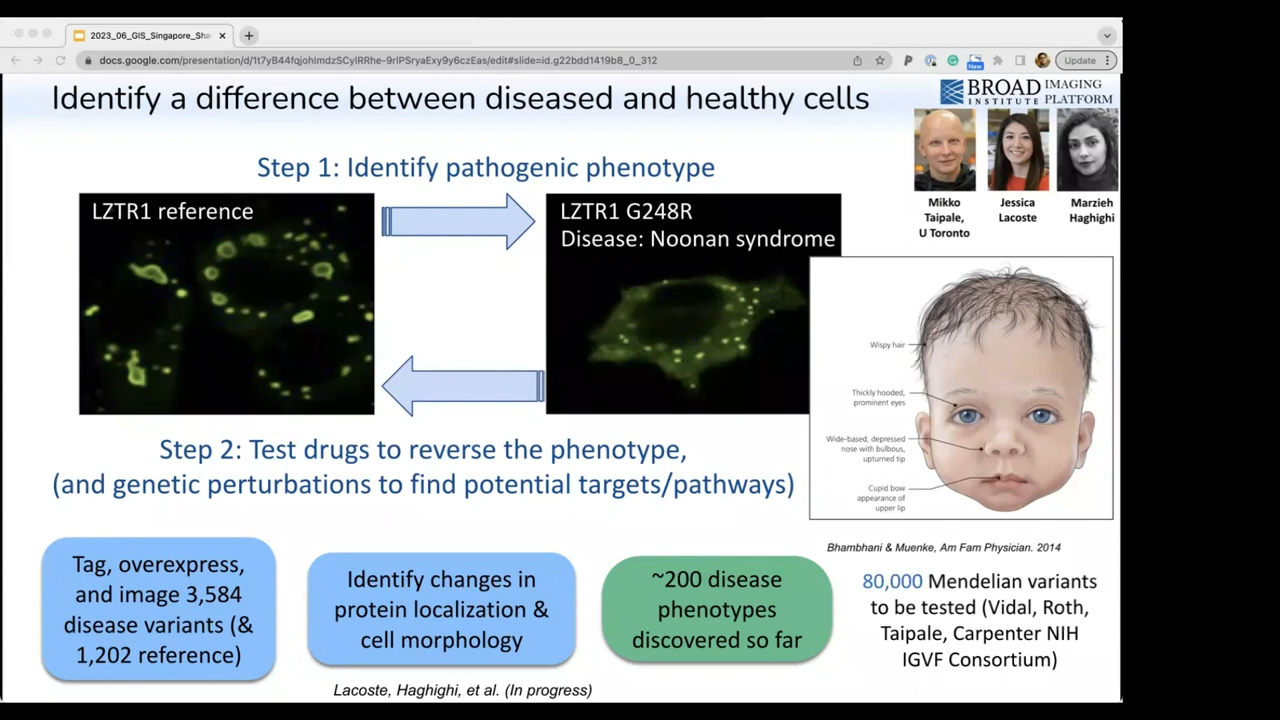 2023_06_GIS_Singapore_Sha
docs.google.com/presentation/d/1t7yB44fqjohImdzSCylRRhe-9rlPSryaExy9y6czEas/edit#slide=id.g22bdd1419b8_0_312
New
Update
Identify a difference between diseased and healthy cells
BROAD INSTITUTE
IMAGING PLATFORM
Mikko
Taipale,
U Toronto
Jessica
Lacoste
Marzieh
Haghighi
Step 1: Identify pathogenic phenotype
LZTR1 reference
LZTR1 G248R
Disease: Noonan syndrome
Wispy hair
Thickly hooded,
prominent eyes
Wide-based, depressed
nose with bulbous,
upturned tip
Cupid bow
appearance of
upper lip
Step 2: Test drugs to reverse the phenotype,
(and genetic perturbations to find potential targets/pathways)
Bhambhani & Muenke, Am Fam Physician. 2014
Tag, overexpress,
and image 3,584
disease variants (&
1,202 reference)
Identify changes in
protein localization &
cell morphology
~200 disease
phenotypes
discovered so far
80,000 Mendelian variants
to be tested (Vidal, Roth,
Taipale, Carpenter NIH
IGVF Consortium)
Lacoste, Haghighi, et al. (In progress)